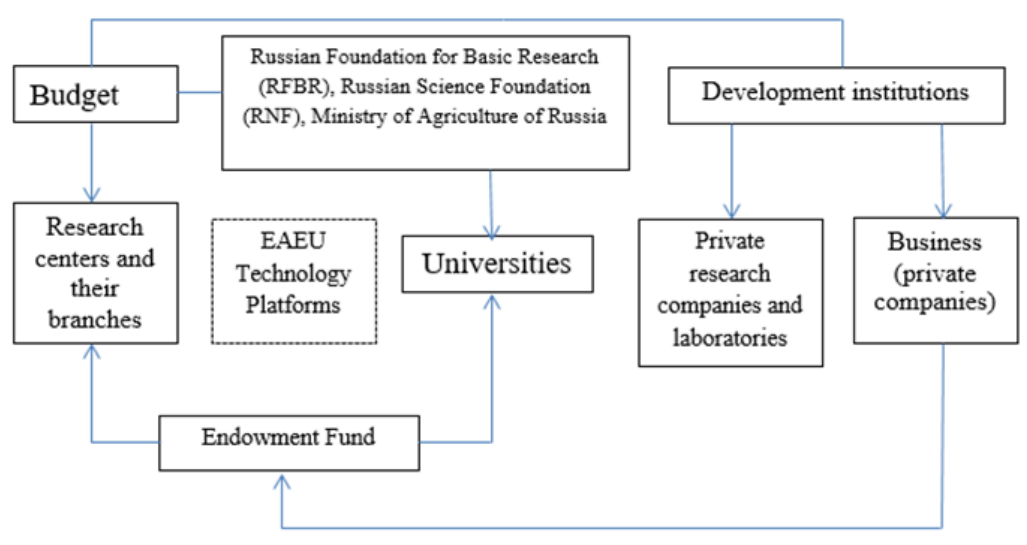 Russian Foundation for Basic Research
(RFBR), Russian Science Foundation
(RNF), Ministry of Agriculture of Russia
Budget
Development institutions
Research
centers and
their
branches
EAEU
Technology
Platforms
Universities
Private
research
companies and
laboratories
Business
(private
companies)
Endowment Fund